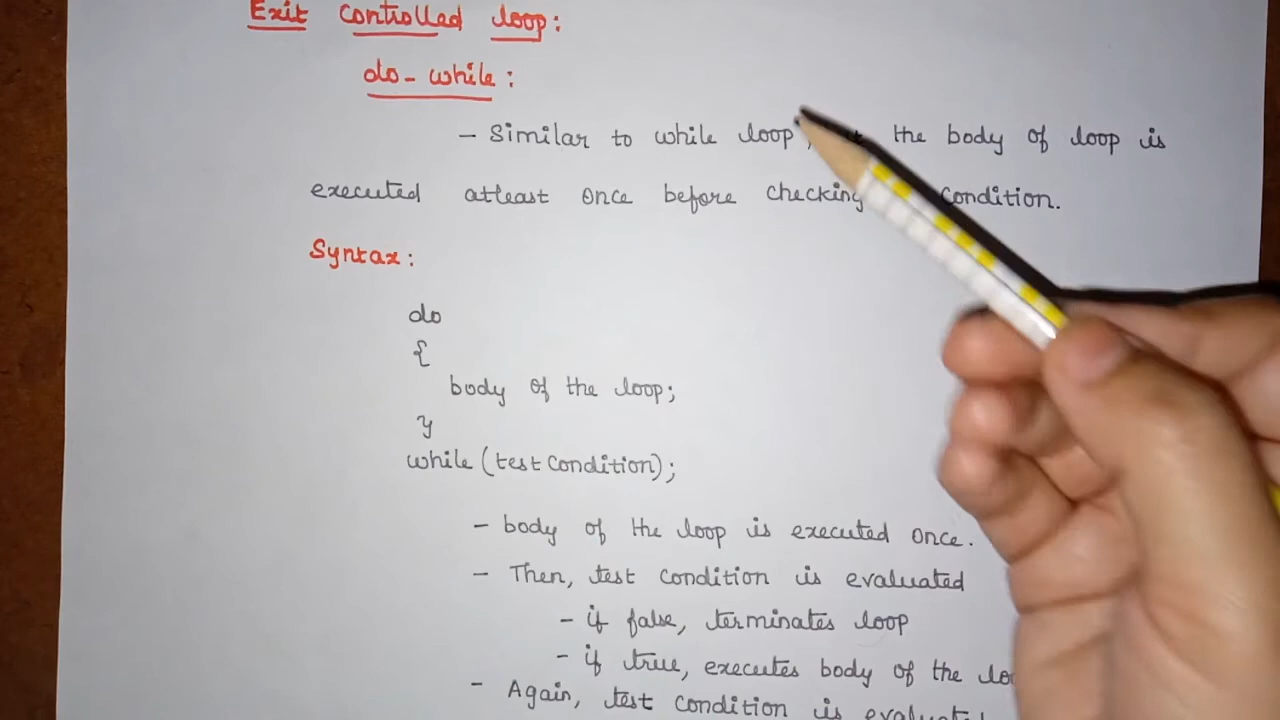 Exit controlled loop:
do-while:
- Similar to while loop, the body of loop is
executed atleast once before checking condition.
Syntax:
do
{
body of the loop;
}
while (test condition);
- body of the loop is executed once.
- Then, test condition is evaluated
- if false, terminates loop
- if true, executes body of the
- Again, test condition is